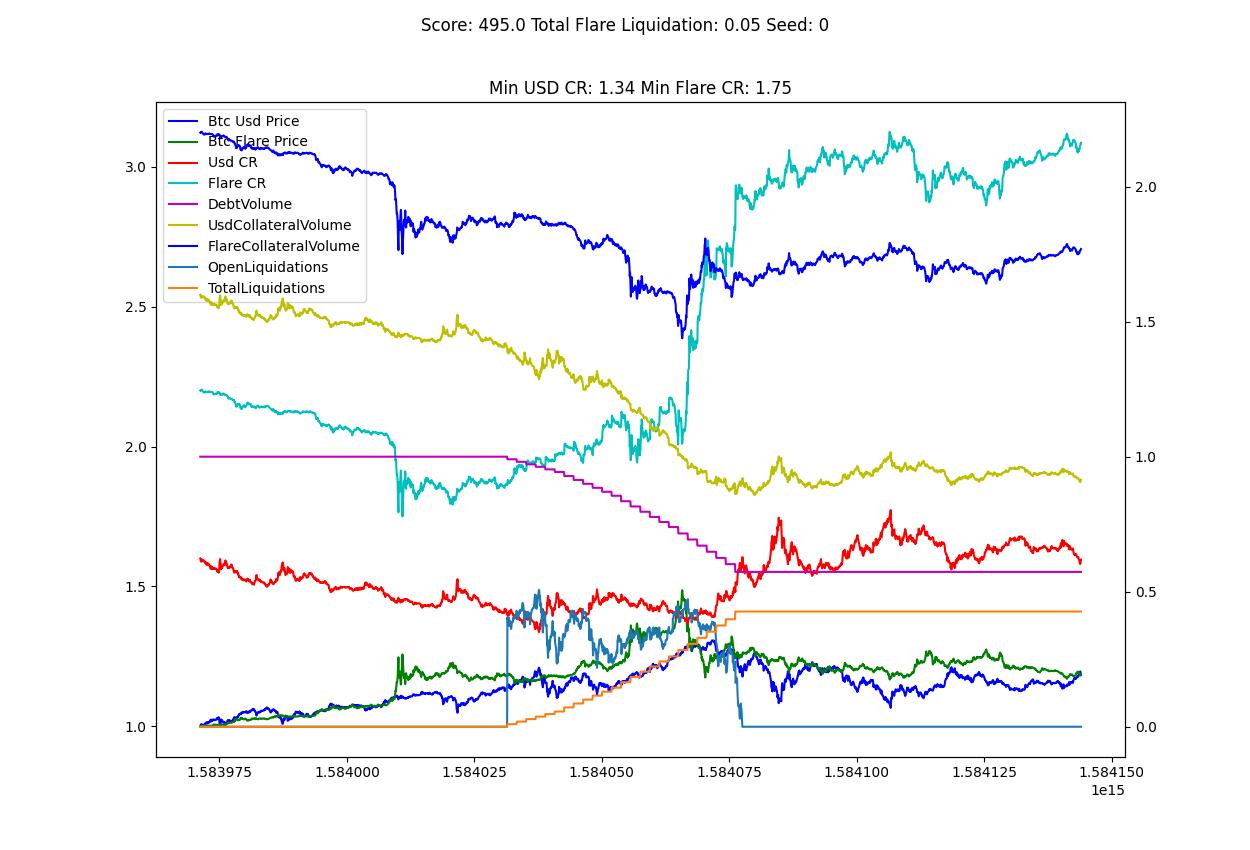 Score: 495.0 Total Flare Liquidation: 0.05 Seed: 0
Min USD CR: 1.34 Min Flare CR: 1.75
Btc Usd Price
Btc Flare Price
Usd CR
Flare CR
DebtVolume
UsdCollateralVolume
FlareCollateralVolume
OpenLiquidations
TotalLiquidations
3.0
2.5
2.0
1.5
1.0
2.0
1.5
1.0
0.5
0.0
1.583975 1.584000 1.584025 1.584050 1.584075 1.584100 1.584125 1.584150
1e15